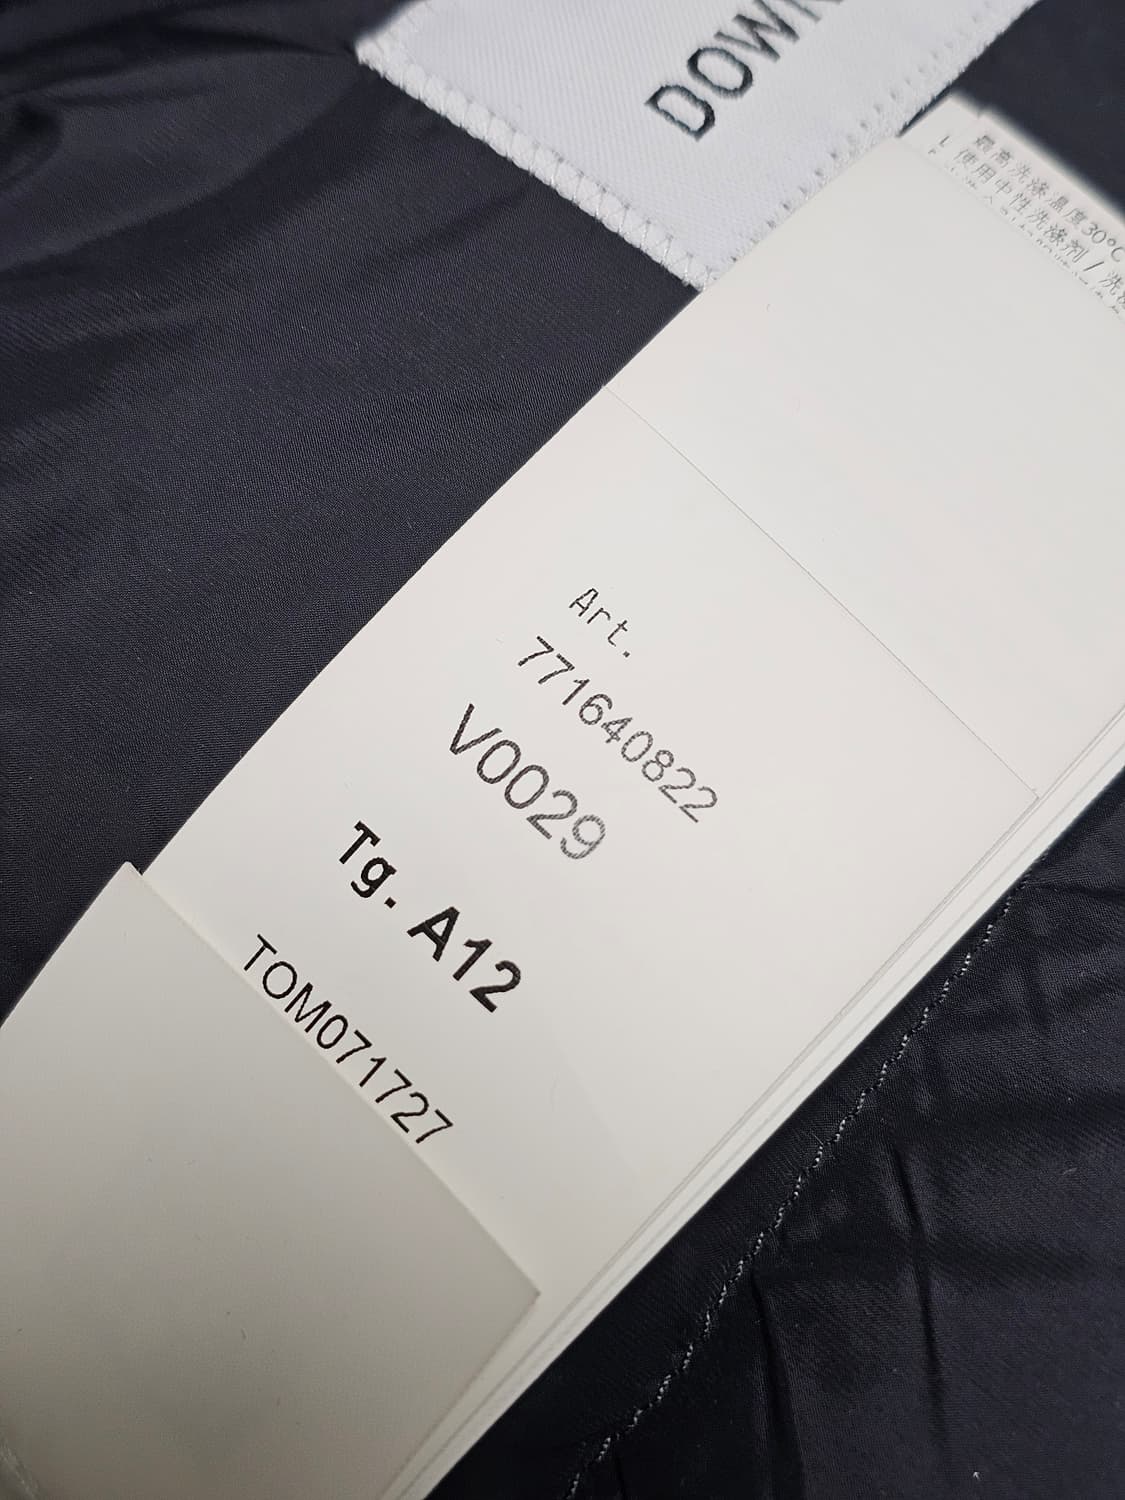 DOWN
最高洗涤温度30°C
使用中性洗涤剂 / 洗
Art.
771640822
V0029
Tg. A12
TOM071727